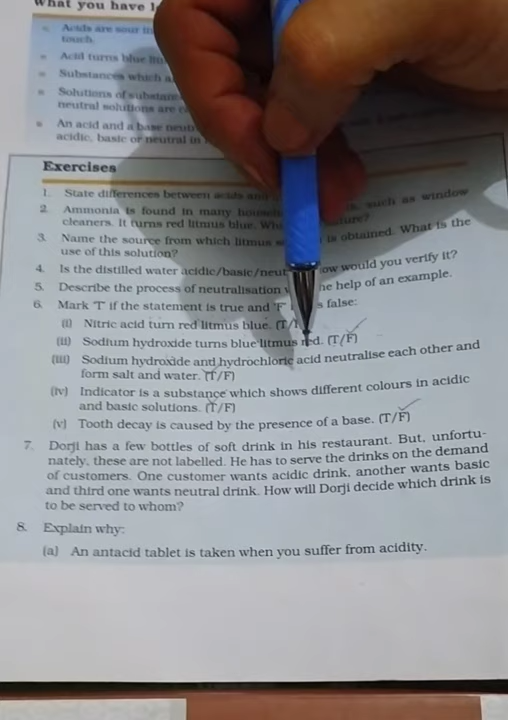 What you have l
Acids are sour in
touch.
Acid turns blue lit
Substances which a
Solutions of substan
neutral solutions are
An acid and a base neut
acidic, basic or neutral in
Exercises
1. State differences between acids and
2. Ammonia is found in many househ s, such as window
cleaners. It turns red litmus blue. Wh ture?
3. Name the source from which litmus s is obtained. What is the
use of this solution?
4. Is the distilled water acidic/basic/neut ow would you verify it?
5. Describe the process of neutralisation he help of an example.
6. Mark 'T' if the statement is true and 'F' s false:
(i) Nitric acid turn red litmus blue. (T/
(ii) Sodium hydroxide turns blue litmus red. (T/F)
(iii) Sodium hydroxide and hydrochloric acid neutralise each other and
form salt and water. (T/F)
(iv) Indicator is a substance which shows different colours in acidic
and basic solutions. (T/F)
(v) Tooth decay is caused by the presence of a base. (T/F)
7. Dorji has a few bottles of soft drink in his restaurant. But, unfortu-
nately, these are not labelled. He has to serve the drinks on the demand
of customers. One customer wants acidic drink, another wants basic
and third one wants neutral drink. How will Dorji decide which drink is
to be served to whom?
8. Explain why:
(a) An antacid tablet is taken when you suffer from acidity.